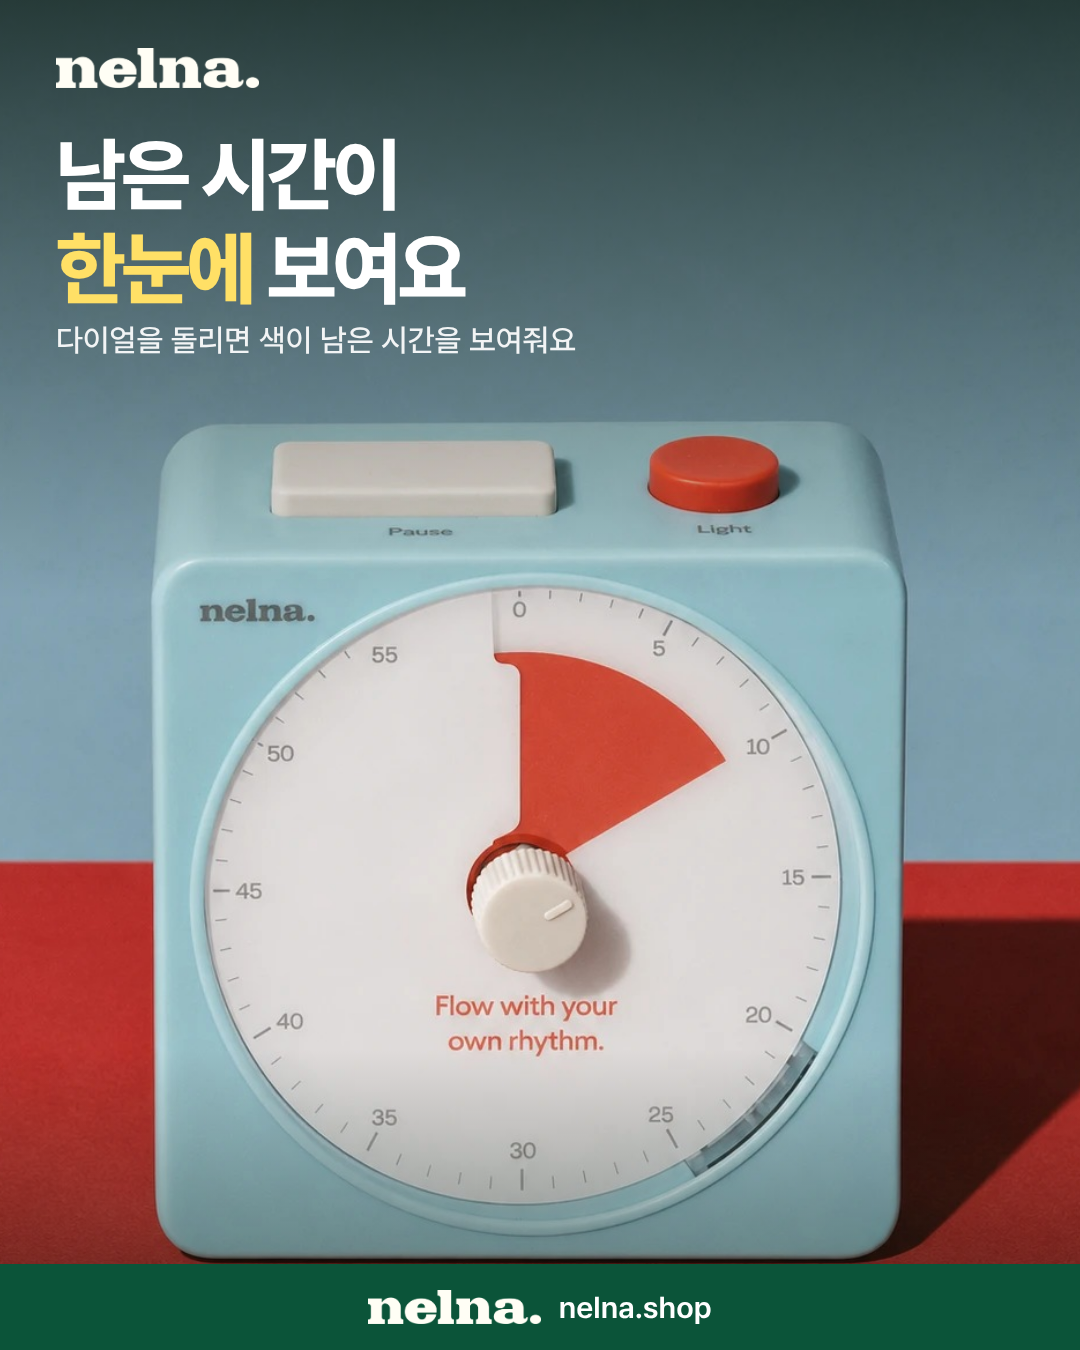 nelna.
남은 시간이
한눈에 보여요
다이얼을 돌리면 색이 남은 시간을 보여줘요
Pause
Light
nelna.
0
5
10
15
20
25
30
35
40
45
50
55
Flow with your
own rhythm.
nelna. nelna.shop